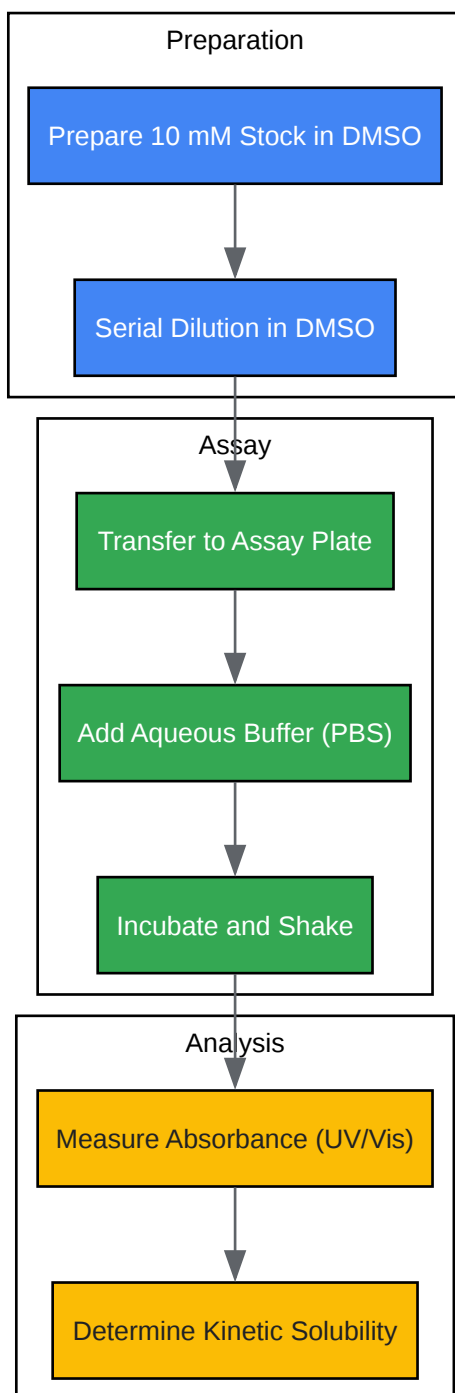 Preparation
Prepare 10 mM Stock in DMSO
Serial Dilution in DMSO
Assay
Transfer to Assay Plate
Add Aqueous Buffer (PBS)
Incubate and Shake
Analysis
Measure Absorbance (UV/Vis)
Determine Kinetic Solubility